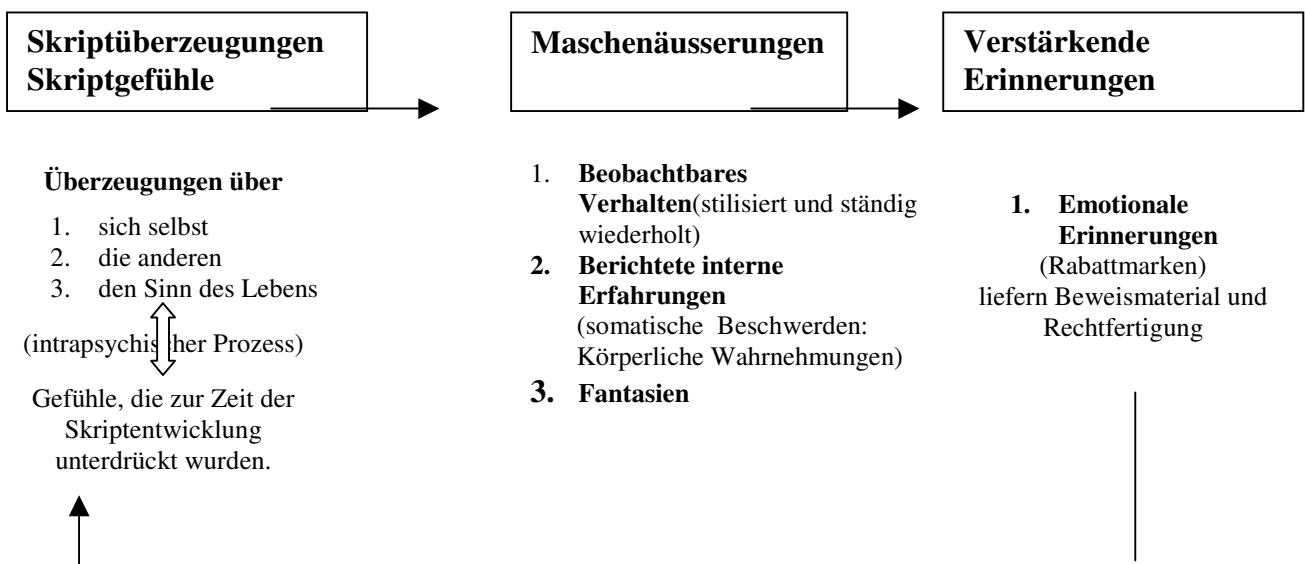 Skriptüberzeugungen
Skriptgefühle
Überzeugungen über
1. sich selbst
2. die anderen
3. den Sinn des Lebens
(intrapsychischer Prozess)
Gefühle, die zur Zeit der
Skriptentwicklung
unterdrückt wurden.
Maschenäusserungen
1. Beobachtbares
Verhalten(stilisiert und ständig
wiederholt)
2. Berichtete interne
Erfahrungen
(somatische Beschwerden:
Körperliche Wahrnehmungen)
3. Fantasien
Verstärkende
Erinnerungen
1. Emotionale
Erinnerungen
(Rabattmarken)
liefern Beweismaterial und
Rechtfertigung